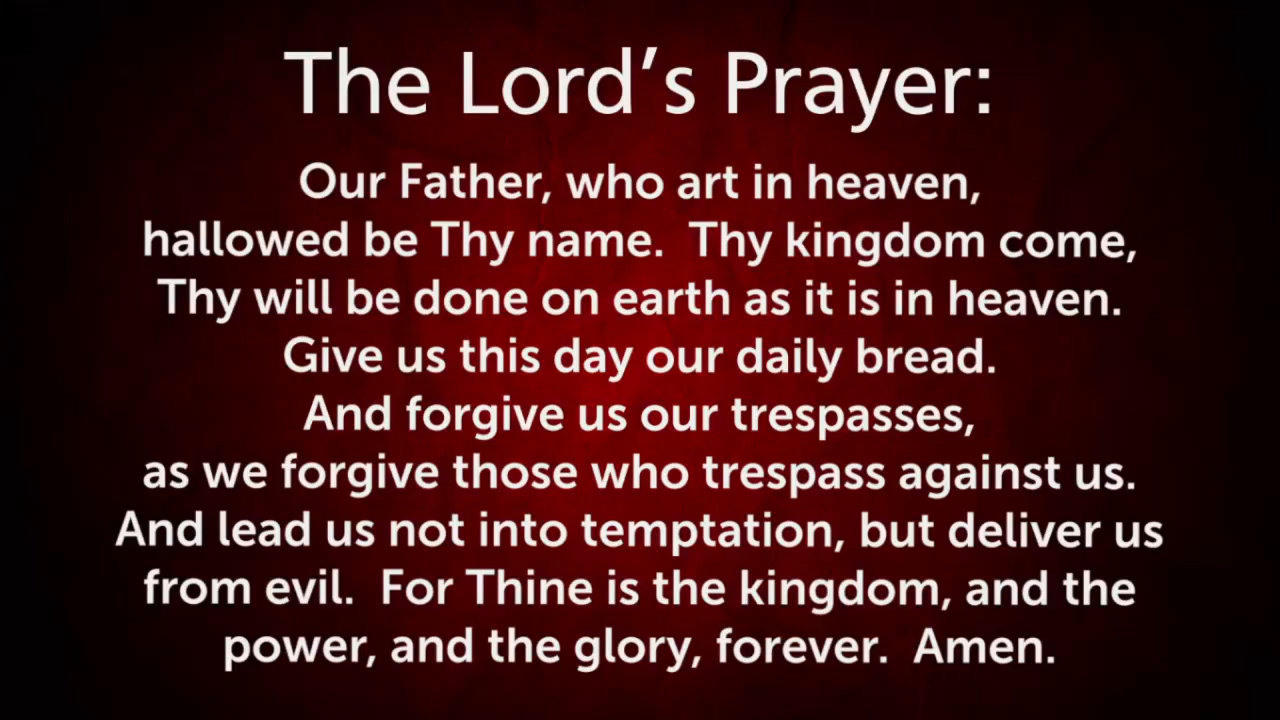 The Lord’s Prayer:
Our Father, who art in heaven,
hallowed be Thy name.  Thy kingdom come,
Thy will be done on earth as it is in heaven.
Give us this day our daily bread.
And forgive us our trespasses,
as we forgive those who trespass against us.
And lead us not into temptation, but deliver us
from evil.  For Thine is the kingdom, and the
power, and the glory, forever.  Amen.